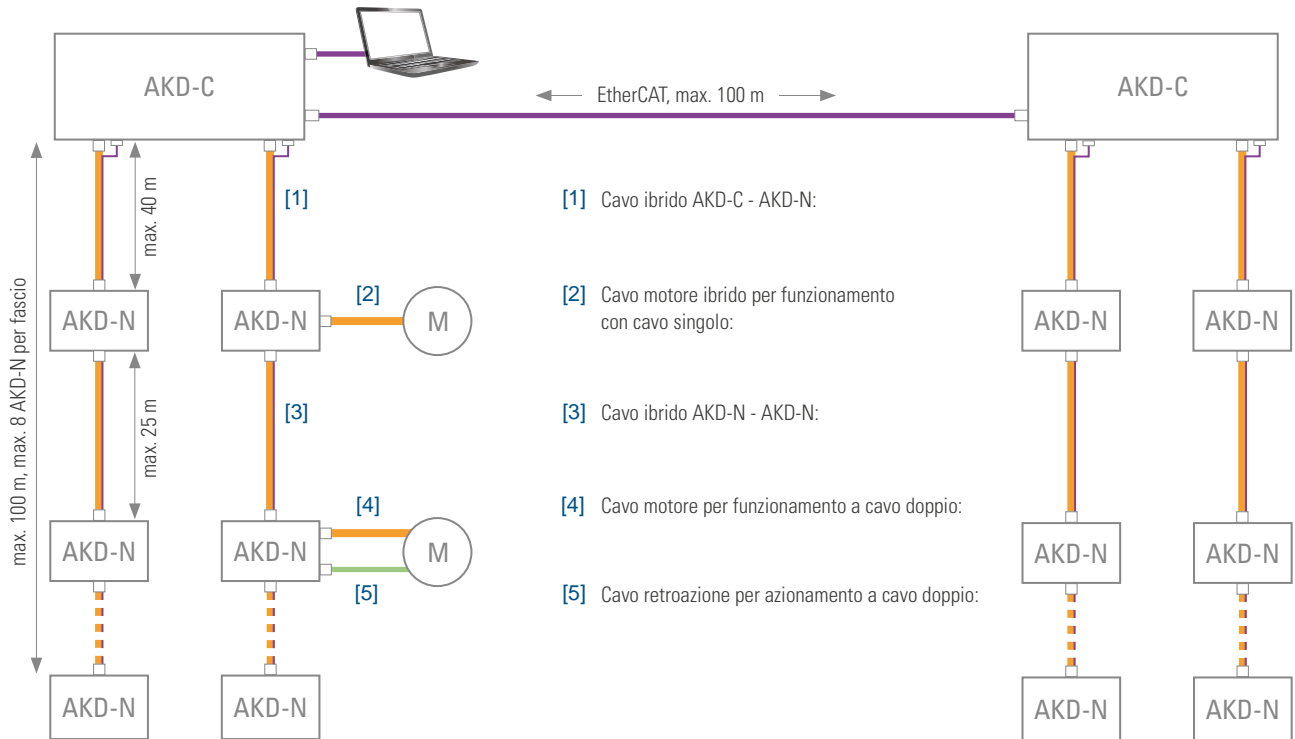 AKD-C
EtherCAT, max. 100 m
AKD-C
max. 100 m, max. 8 AKD-N per fascio
max. 40 m
[1]
[1] Cavo ibrido AKD-C - AKD-N:
AKD-N
AKD-N
[2]
M
[2] Cavo motore ibrido per funzionamento
con cavo singolo:
AKD-N
AKD-N
max. 25 m
[3]
[3] Cavo ibrido AKD-N - AKD-N:
AKD-N
AKD-N
[4]
M
[5]
[4] Cavo motore per funzionamento a cavo doppio:
[5] Cavo retroazione per azionamento a cavo doppio:
AKD-N
AKD-N
AKD-N
AKD-N
AKD-N
AKD-N